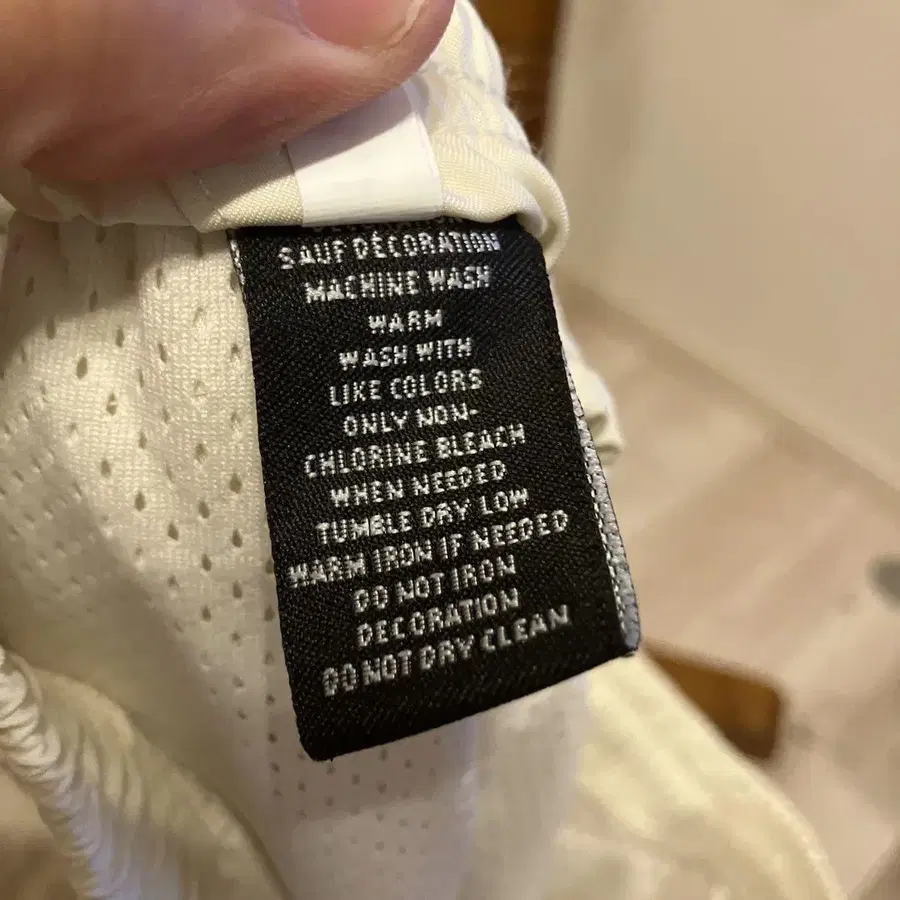 SAUF DÉCORATION
MACHINE WASH
WARM
WASH WITH
LIKE COLORS
ONLY NON-
CHLORINE BLEACH
WHEN NEEDED
TUMBLE DRY LOW
WARM IRON IF NEEDED
DO NOT IRON
DECORATION
DO NOT DRY CLEAN